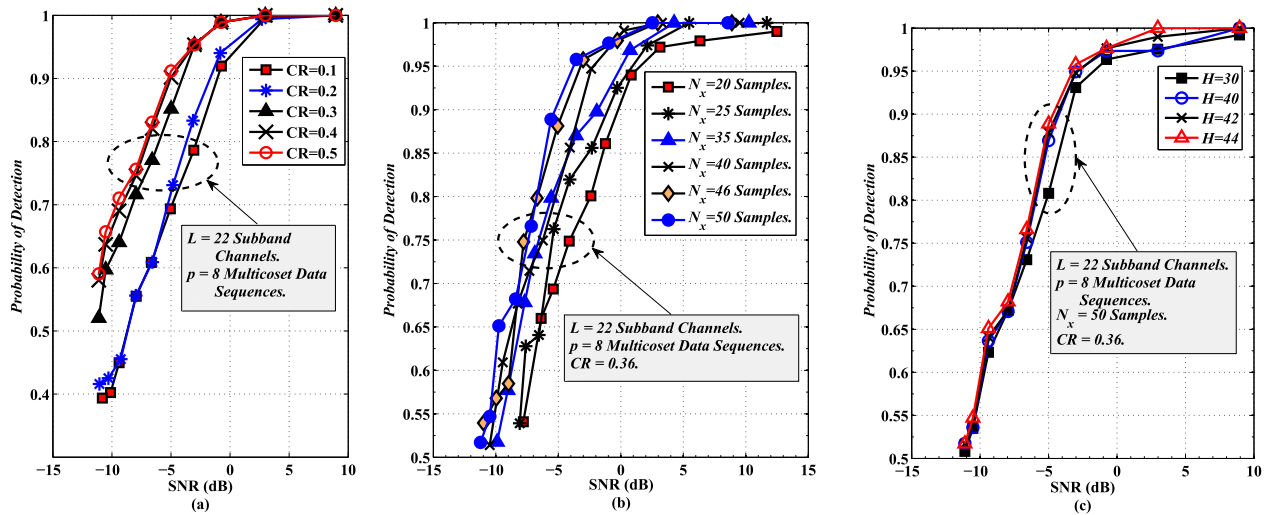 1
0.9
0.8
0.7
0.6
0.5
0.4
Probability of Detection
CR=0.1
CR=0.2
CR=0.3
CR=0.4
CR=0.5
L = 22 Subband
Channels.
p = 8 Multicoset Data
Sequences.
−15
−10
−5
0
5
10
SNR (dB)
(a)
1
0.95
0.9
0.85
0.8
0.75
0.7
0.65
0.6
0.55
0.5
Probability of Detection
Nx=20 Samples.
Nx=25 Samples.
Nx=35 Samples.
Nx=40 Samples.
Nx=46 Samples.
Nx=50 Samples.
L = 22 Subband Channels.
p = 8 Multicoset Data Sequences.
CR = 0.36.
−15
−10
−5
0
5
10
15
SNR (dB)
(b)
1
0.95
0.9
0.85
0.8
0.75
0.7
0.65
0.6
0.55
0.5
Probability of Detection
H=30
H=40
H=42
H=44
L = 22 Subband Channels.
p = 8 Multicoset Data
Sequences.
Nx = 50 Samples.
CR = 0.36.
−15
−10
−5
0
5
10
SNR (dB)
(c)